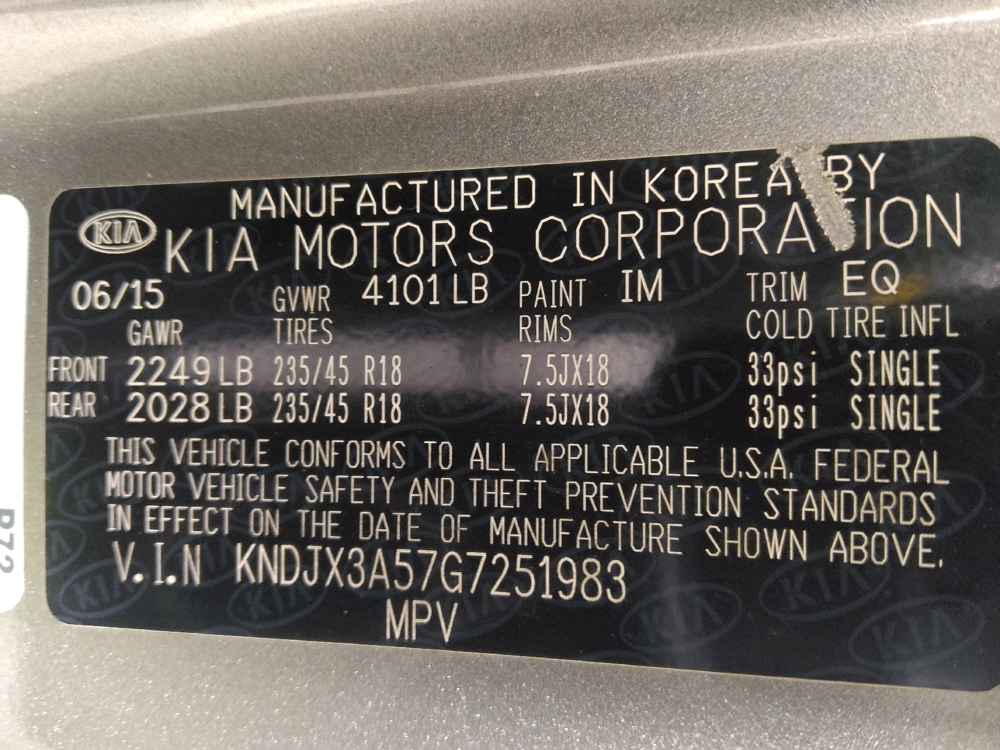 MANUFACTURED IN KOREA BY
KIA KIA MOTORS CORPORATION
06/15 GVWR 4101 LB PAINT IM TRIM EQ
GAWR TIRES RIMS COLD TIRE INFL
FRONT 2249 LB 235/45 R18 7.5JX18 33psi SINGLE
REAR 2028 LB 235/45 R18 7.5JX18 33psi SINGLE
THIS VEHICLE CONFORMS TO ALL APPLICABLE U.S.A. FEDERAL
MOTOR VEHICLE SAFETY AND THEFT PREVENTION STANDARDS
IN EFFECT ON THE DATE OF MANUFACTURE SHOWN ABOVE.
V.I.N KNDJX3A57G7251983
MPV